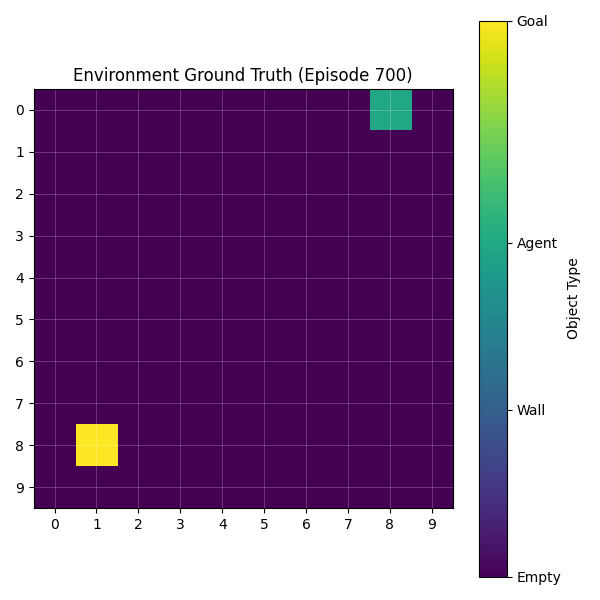 Environment Ground Truth (Episode 700)
Goal
Agent
Wall
Empty
Object Type
0
1
2
3
4
5
6
7
8
9
0 1 2 3 4 5 6 7 8 9